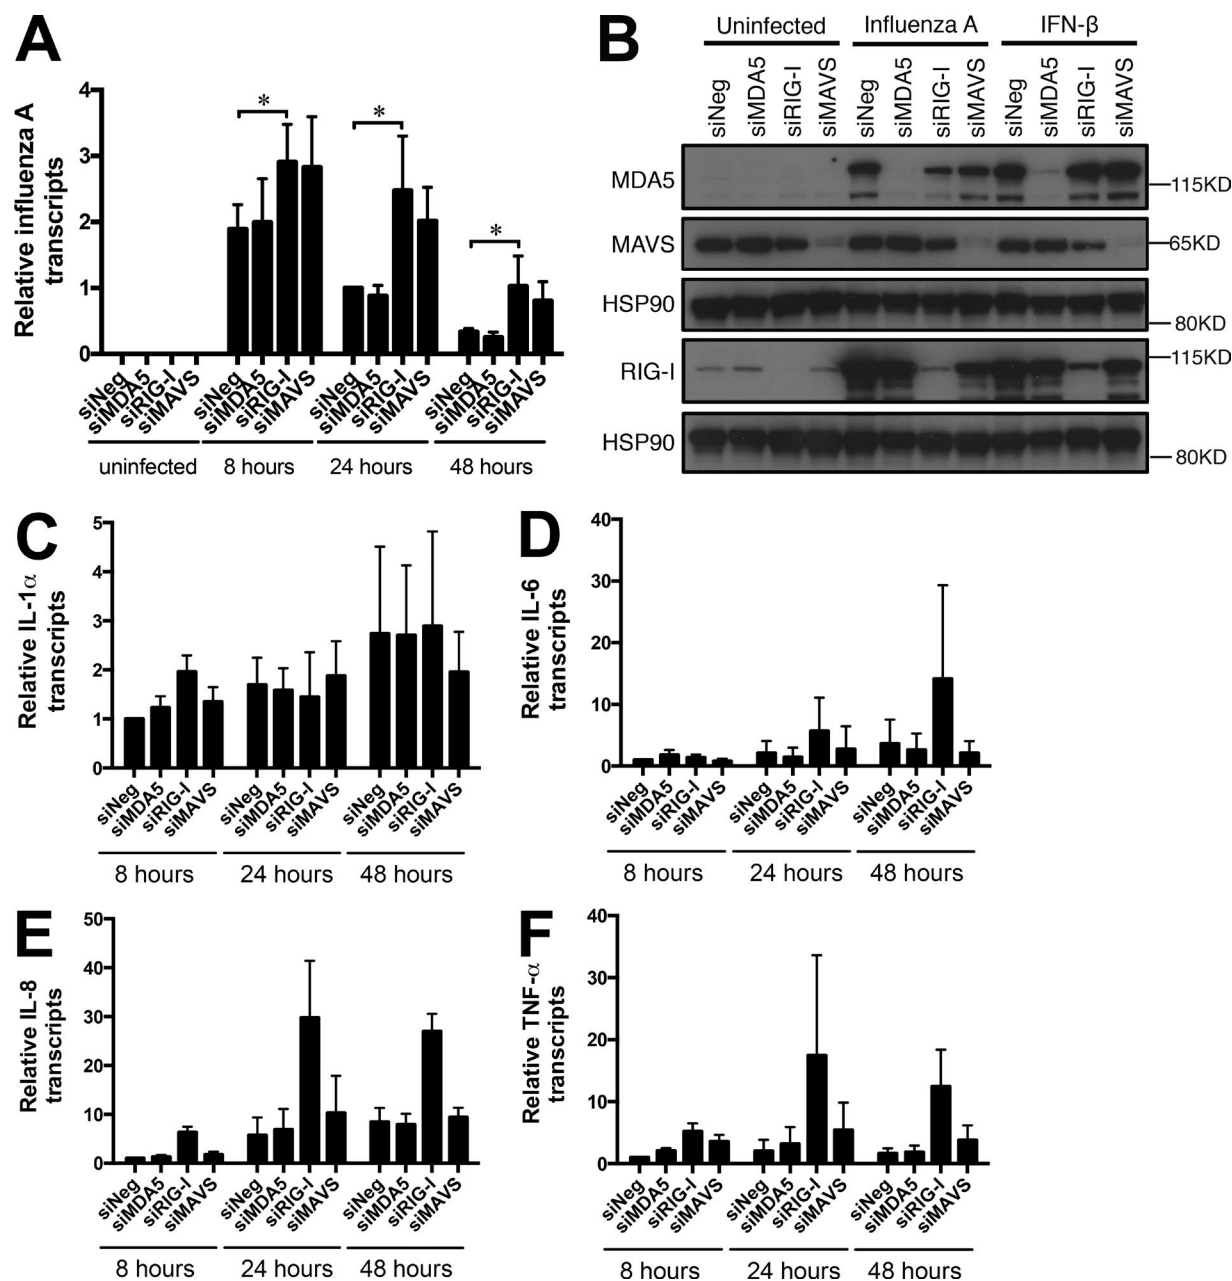 A
Relative influenza A
transcripts
4
3
2
1
0
*
*
*
siNeg
siMDA5
siRIG-I
siMAVS
siNeg
siMDA5
siRIG-I
siMAVS
siNeg
siMDA5
siRIG-I
siMAVS
siNeg
siMDA5
siRIG-I
siMAVS
uninfected
8 hours
24 hours
48 hours
B
Uninfected
Influenza A
IFN-β
siNeg
siMDA5
siRIG-I
siMAVS
siNeg
siMDA5
siRIG-I
siMAVS
siNeg
siMDA5
siRIG-I
siMAVS
MDA5
115KD
MAVS
65KD
HSP90
80KD
RIG-I
115KD
HSP90
80KD
C
Relative IL-1α
transcripts
5
4
3
2
1
0
siNeg
siMDA5
siRIG-I
siMAVS
siNeg
siMDA5
siRIG-I
siMAVS
siNeg
siMDA5
siRIG-I
siMAVS
8 hours
24 hours
48 hours
D
Relative IL-6
transcripts
40
30
20
10
0
siNeg
siMDA5
siRIG-I
siMAVS
siNeg
siMDA5
siRIG-I
siMAVS
siNeg
siMDA5
siRIG-I
siMAVS
8 hours
24 hours
48 hours
E
Relative IL-8
transcripts
50
40
30
20
10
0
siNeg
siMDA5
siRIG-I
siMAVS
siNeg
siMDA5
siRIG-I
siMAVS
siNeg
siMDA5
siRIG-I
siMAVS
8 hours
24 hours
48 hours
F
Relative TNF-α
transcripts
40
30
20
10
0
siNeg
siMDA5
siRIG-I
siMAVS
siNeg
siMDA5
siRIG-I
siMAVS
siNeg
siMDA5
siRIG-I
siMAVS
8 hours
24 hours
48 hours